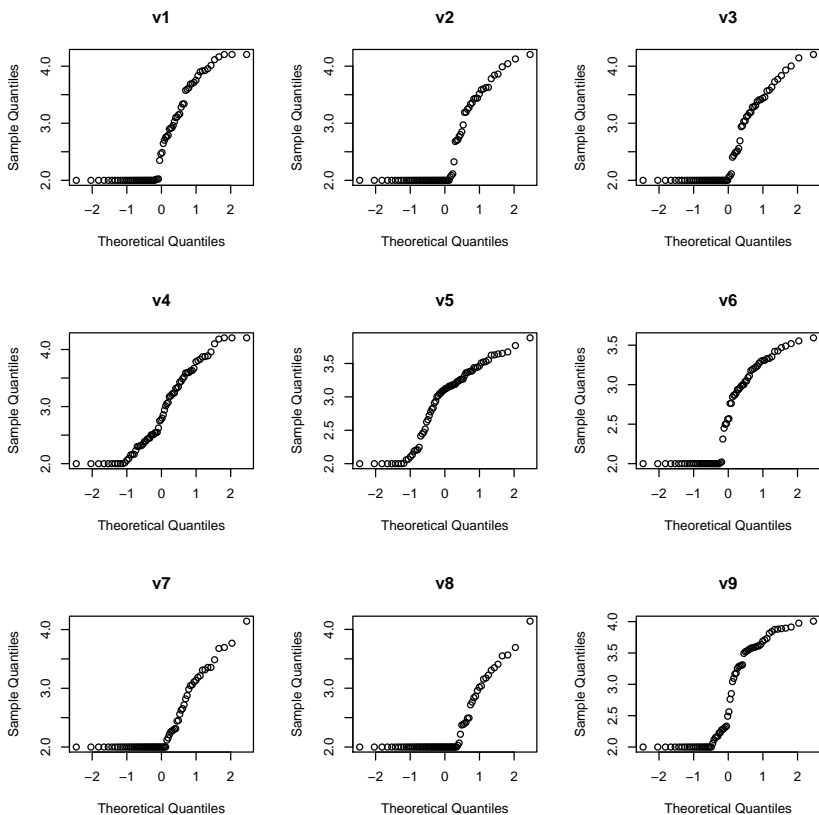 v1
v2
v3
Sample Quantiles
2.0 3.0 4.0
Sample Quantiles
2.0 3.0 4.0
Sample Quantiles
2.0 3.0 4.0
−2 −1 0 1 2
−2 −1 0 1 2
−2 −1 0 1 2
Theoretical Quantiles
Theoretical Quantiles
Theoretical Quantiles
v4
v5
v6
Sample Quantiles
2.0 3.0 4.0
Sample Quantiles
2.0 2.5 3.0 3.5
Sample Quantiles
2.0 2.5 3.0 3.5
−2 −1 0 1 2
−2 −1 0 1 2
−2 −1 0 1 2
Theoretical Quantiles
Theoretical Quantiles
Theoretical Quantiles
v7
v8
v9
Sample Quantiles
2.0 3.0 4.0
Sample Quantiles
2.0 3.0 4.0
Sample Quantiles
2.0 2.5 3.0 3.5 4.0
−2 −1 0 1 2
−2 −1 0 1 2
−2 −1 0 1 2
Theoretical Quantiles
Theoretical Quantiles
Theoretical Quantiles